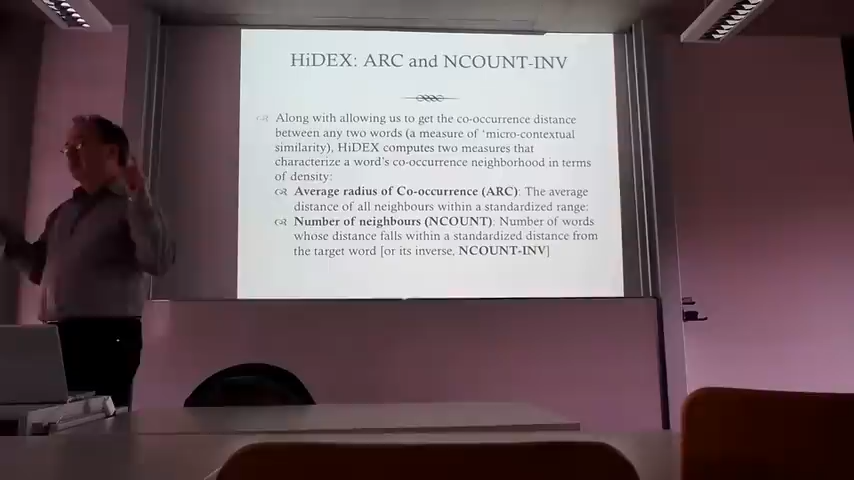 HiDEX: ARC and NCOUNT-INV
Along with allowing us to get the co-occurrence distance
between any two words (a measure of ‘micro-contextual
similarity), HiDEX computes two measures that
characterize a word's co-occurrence neighborhood in terms
of density:
Average radius of Co-occurrence (ARC): The average
distance of all neighbours within a standardized range:
Number of neighbours (NCOUNT): Number of words
whose distance falls within a standardized distance from
the target word [or its inverse, NCOUNT-INV]